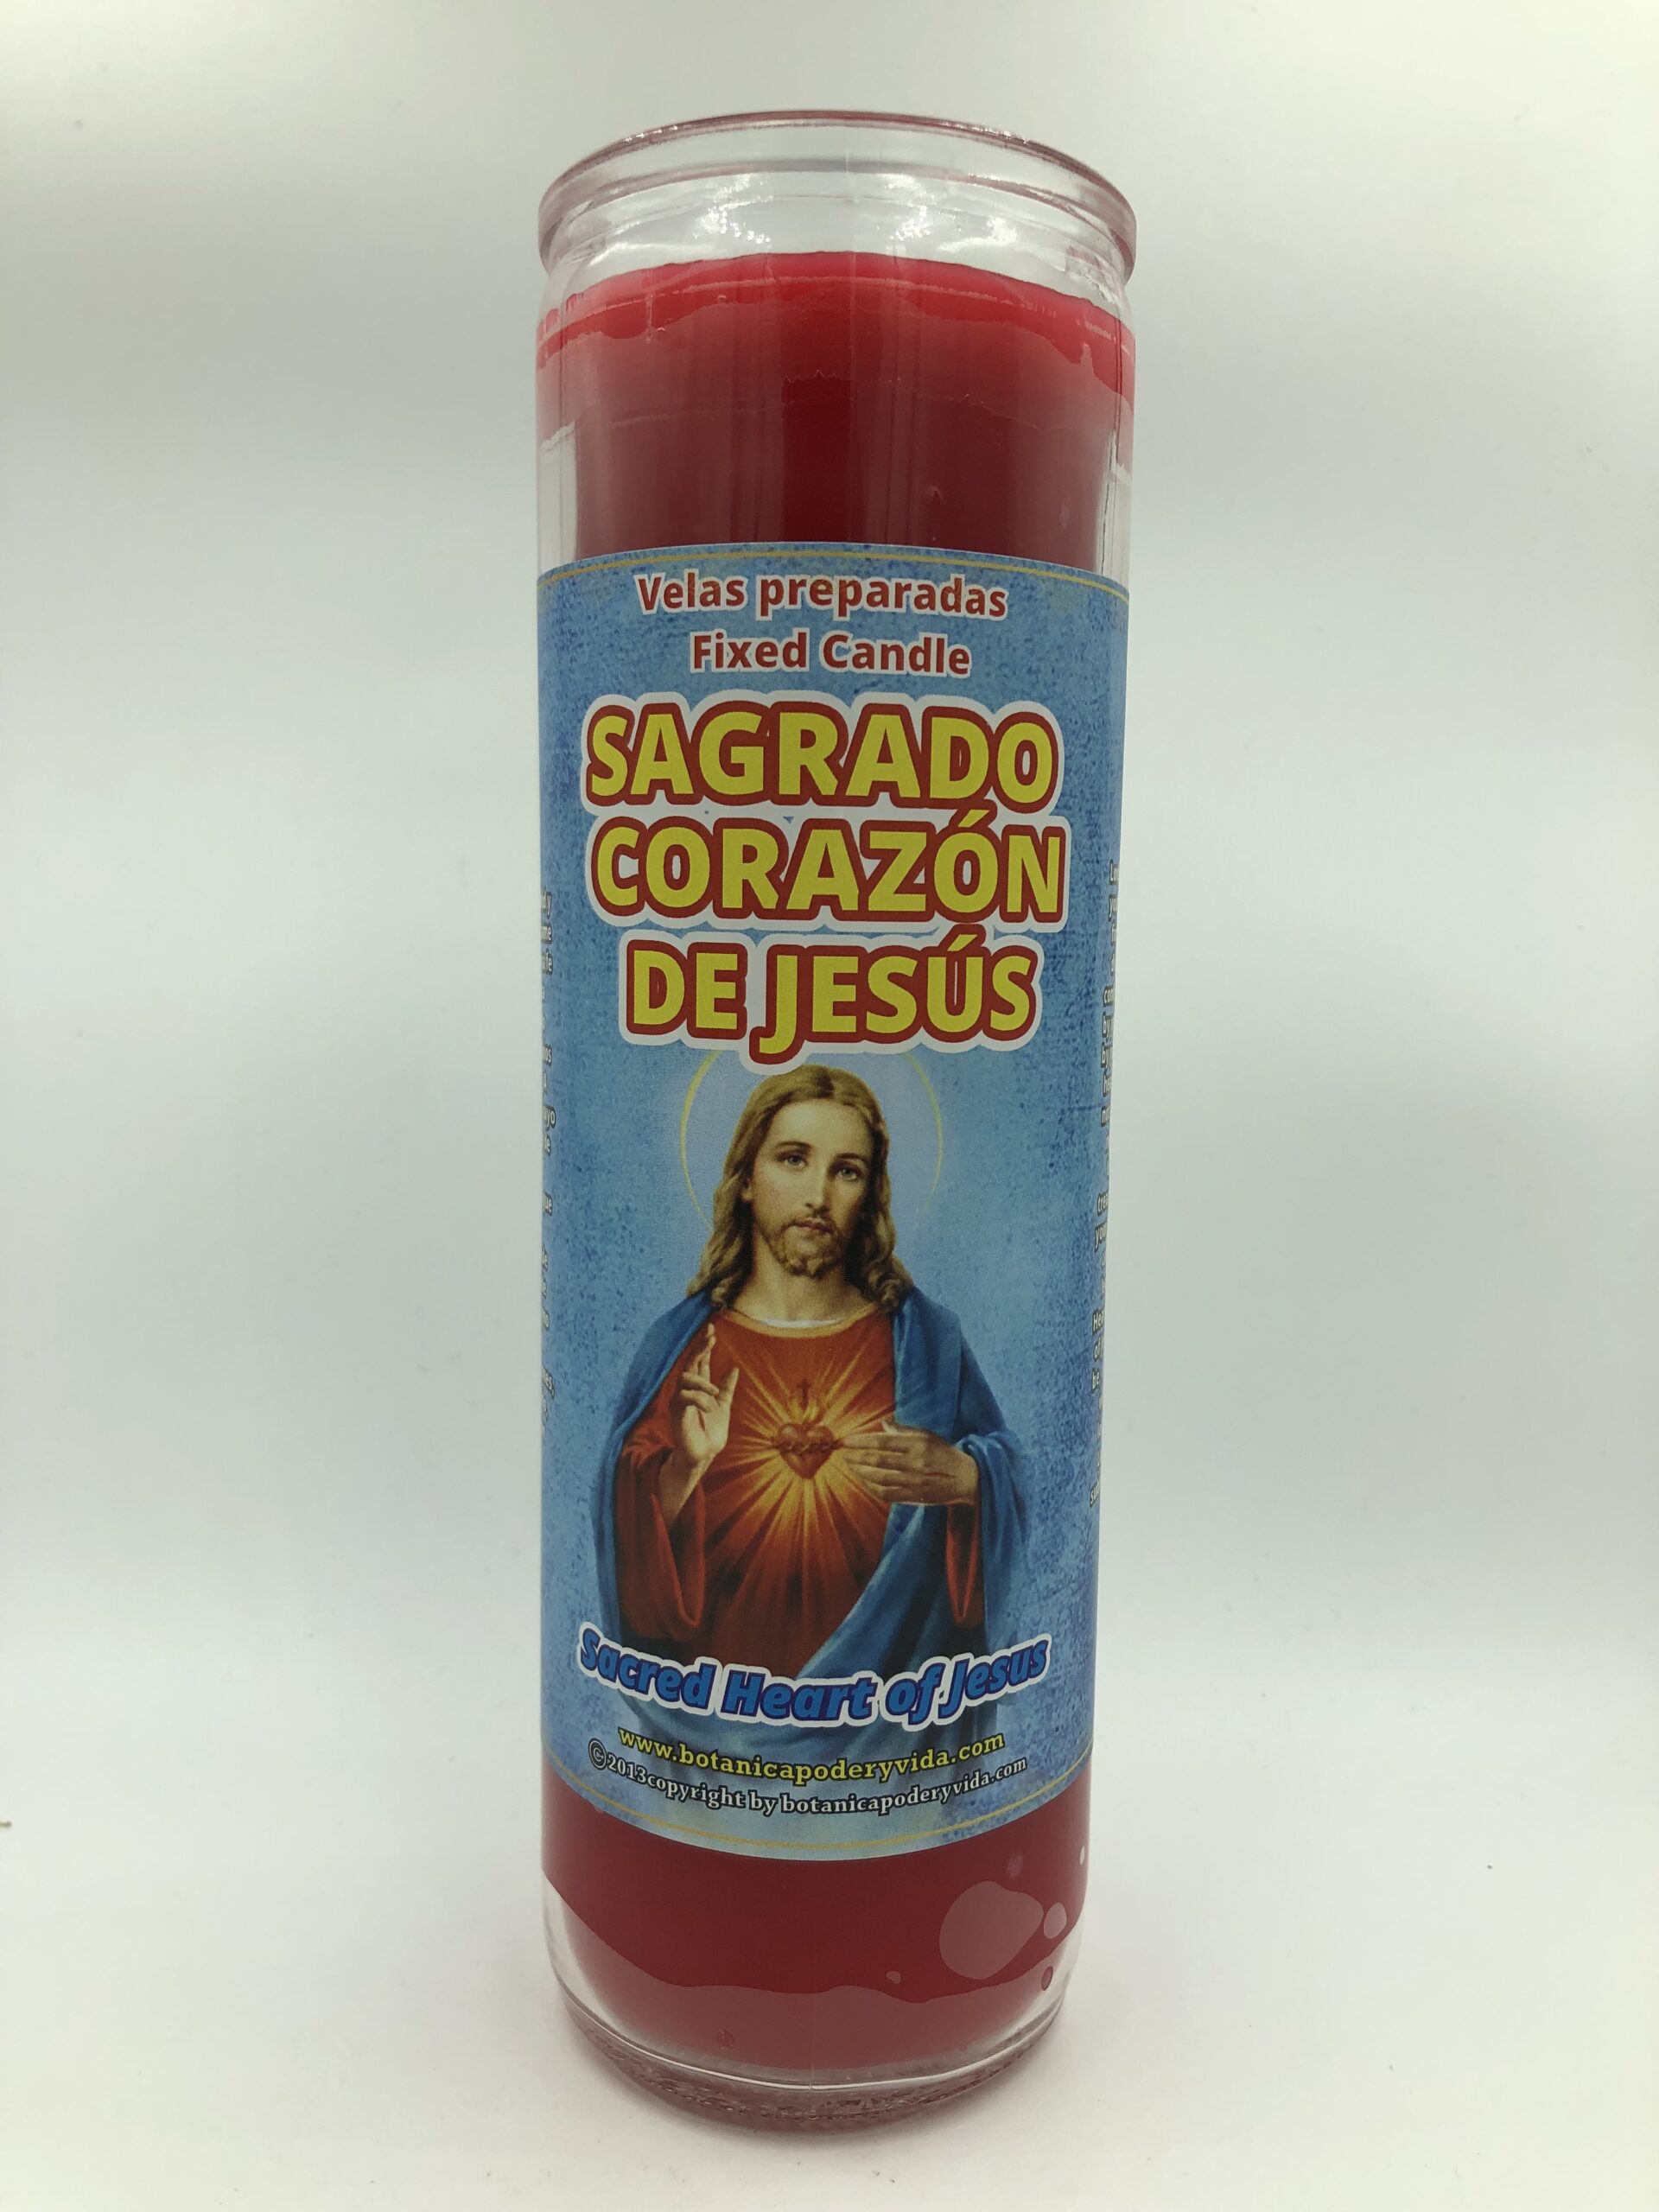 Velas preparadas
Fixed Candle
SAGRADO
CORAZÓN
DE JESÚS
Sacred Heart of Jesus
www.botanicapoderyvida.com
©2013copyright by botanicapoderyvida.com